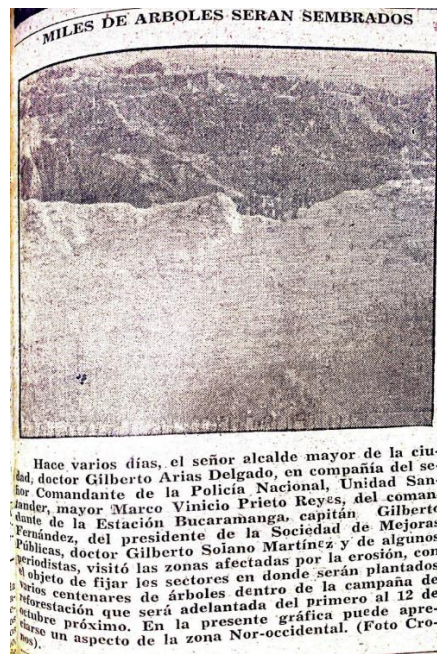 MILES DE ARBOLES SERAN SEMBRADOS
Hace varios días, el señor alcalde mayor de la ciu-
dad, doctor Gilberto Arias Delgado, en compañía del se-
ñor Comandante de la Policía Nacional, Unidad San-
tander, mayor Marco Vinicio Prieto Reyes, del coman-
dante de la Estación Bucaramanga, capitán Gilberto
Fernández, del presidente de la Sociedad de Mejoras
Públicas, doctor Gilberto Solano Martínez y de algunos
periodistas, visitó las zonas afectadas por la erosión, con
el objeto de fijar los sectores en donde serán plantados
varios centenares de árboles dentro de la campaña de
reforestación que será adelantada del primero al 12 de
octubre próximo. En la presente gráfica puede apre-
ciarse un aspecto de la zona Nor-occidental. (Foto Cro-
nos).